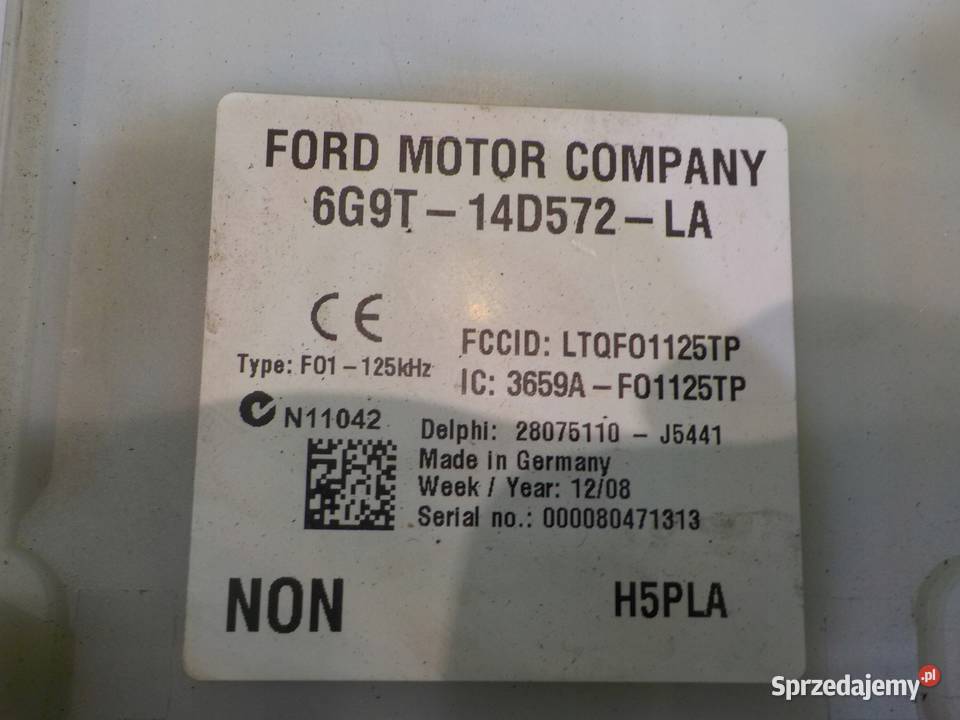 FORD MOTOR COMPANY
6G9T - 14D572 - LA
CE
FCCID: LTQFO1125TP
Type: FO1 - 125kHz
IC: 3659A - FO1125TP
N11042
Delphi: 28075110 - J5441
Made in Germany
Week / Year: 12/08
Serial no.: 000080471313
NON
H5PLA
Sprzedajemy.pl